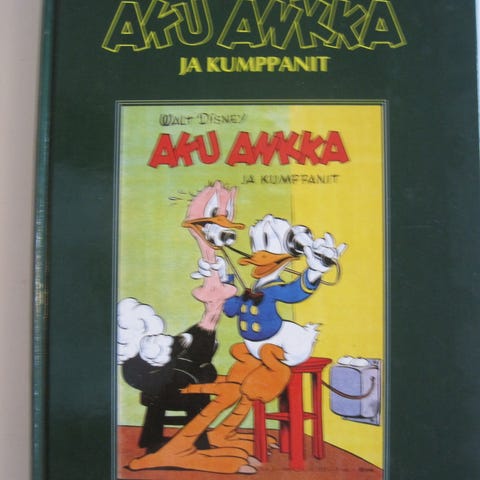 AKU ANKKA
JA KUMPPANIT
WALT DISNEY
AKU ANKKA
JA KUMPPANIT